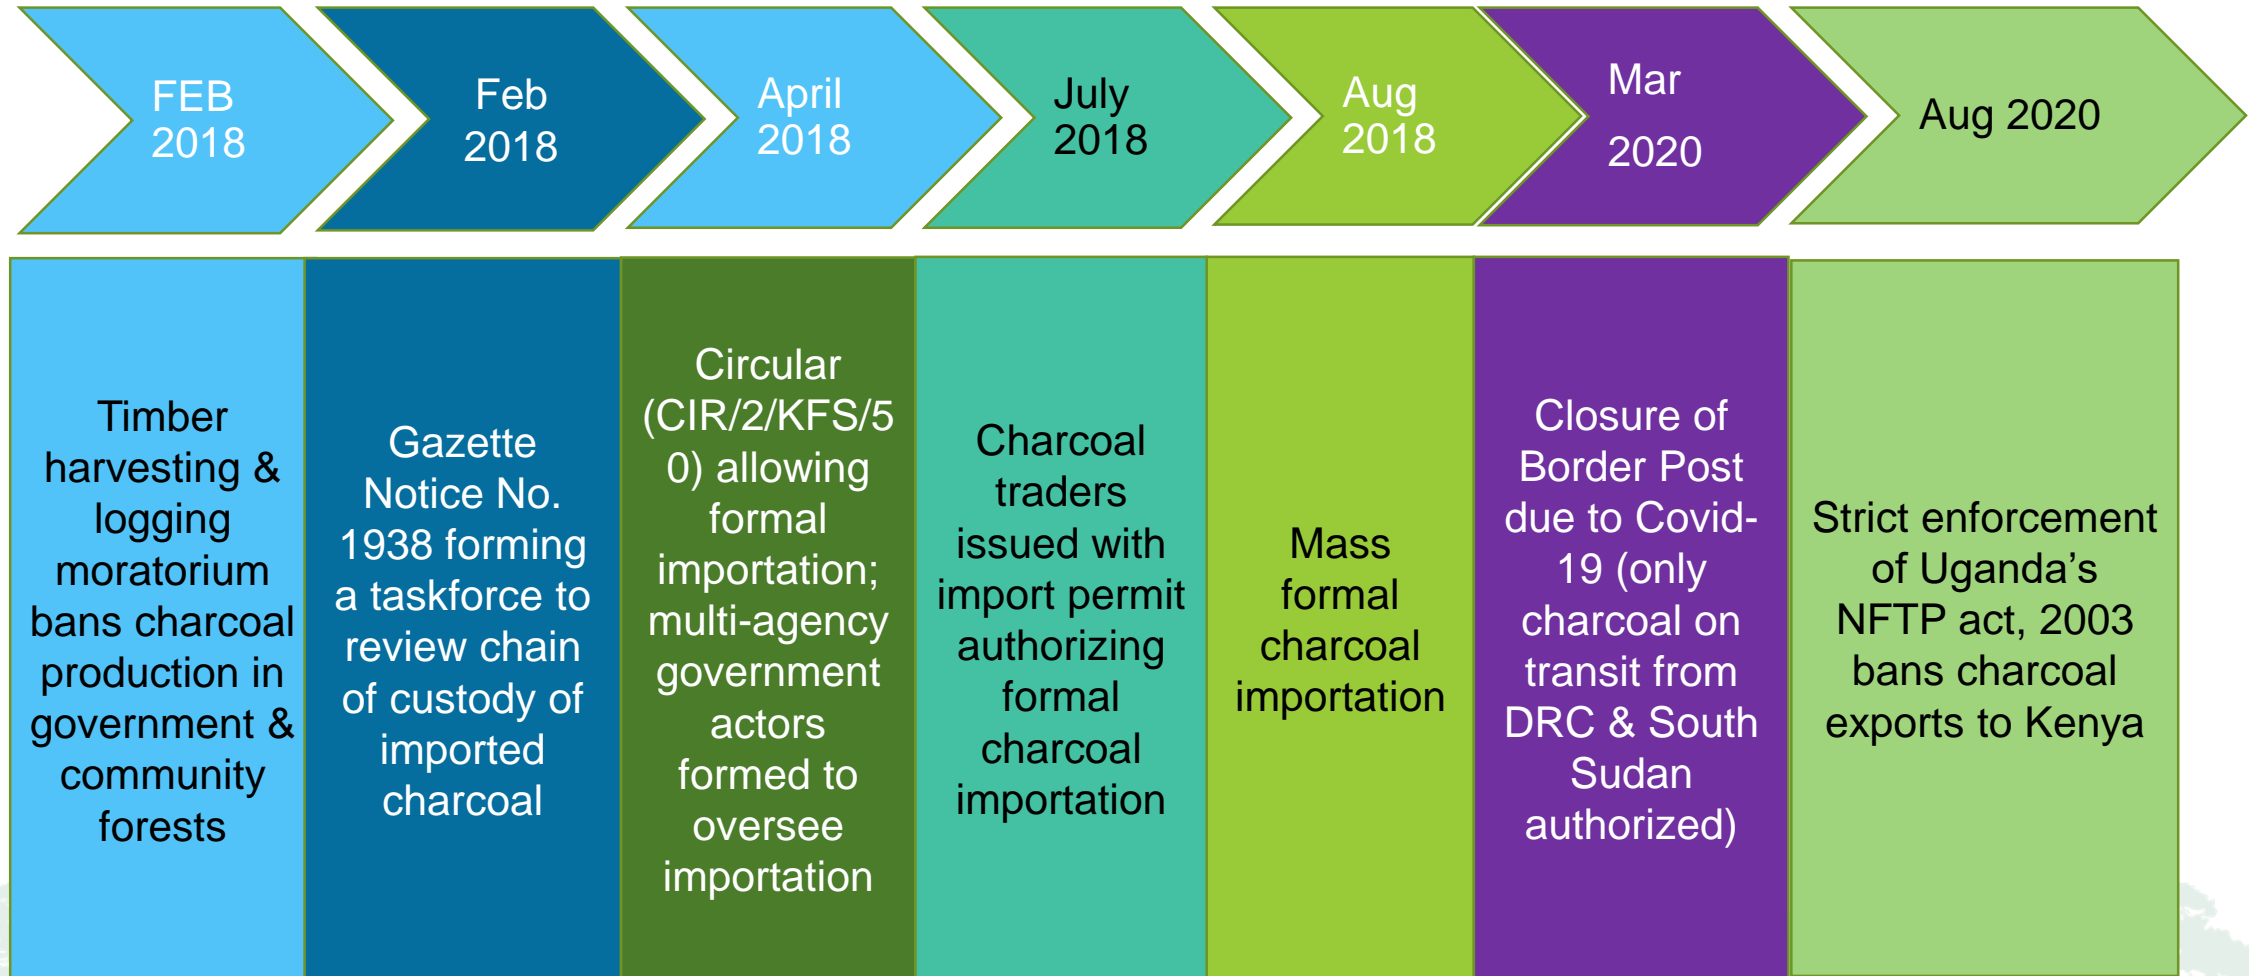 FEB
2018
Feb
2018
April
2018
July
2018
Aug
2018
Mar
2020
Aug 2020
Timber
harvesting &
logging
moratorium
bans charcoal
production in
government &
community
forests
Gazette
Notice No.
1938 forming
a taskforce to
review chain
of custody of
imported
charcoal
Circular
(CIR/2/KFS/5
0) allowing
formal
importation;
multi-agency
government
actors
formed to
oversee
importation
Charcoal
traders
issued with
import permit
authorizing
formal
charcoal
importation
Mass
formal
charcoal
importation
Closure of
Border Post
due to Covid-
19 (only
charcoal on
transit from
DRC & South
Sudan
authorized)
Strict enforcement
of Uganda’s
NFTP act, 2003
bans charcoal
exports to Kenya